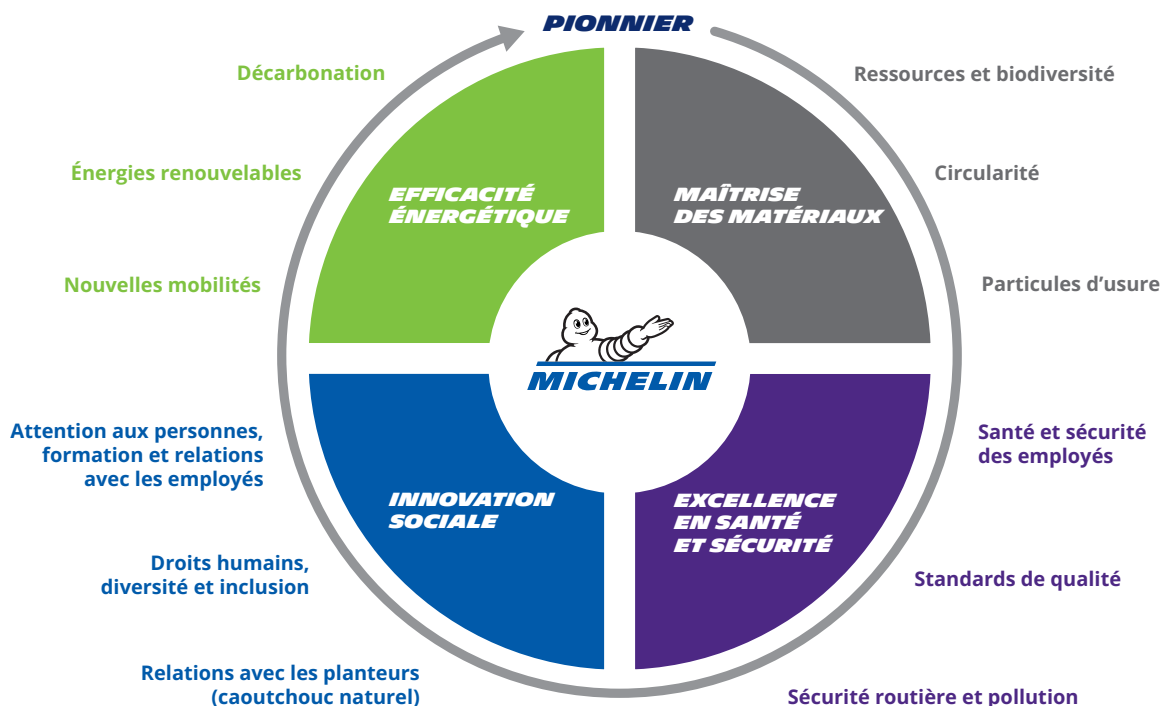 PIONNIER
Décarbonation
Énergies renouvelables
Nouvelles mobilités
EFFICACITÉ
ÉNERGÉTIQUE
MAÎTRISE
DES MATÉRIAUX
Ressources et biodiversité
Circularité
Particules d'usure
MICHELIN
Attention aux personnes,
formation et relations
avec les employés
Droits humains,
diversité et inclusion
Relations avec les planteurs
(caoutchouc naturel)
INNOVATION
SOCIALE
EXCELLENCE
EN SANTÉ
ET SÉCURITÉ
Santé et sécurité
des employés
Standards de qualité
Sécurité routière et pollution